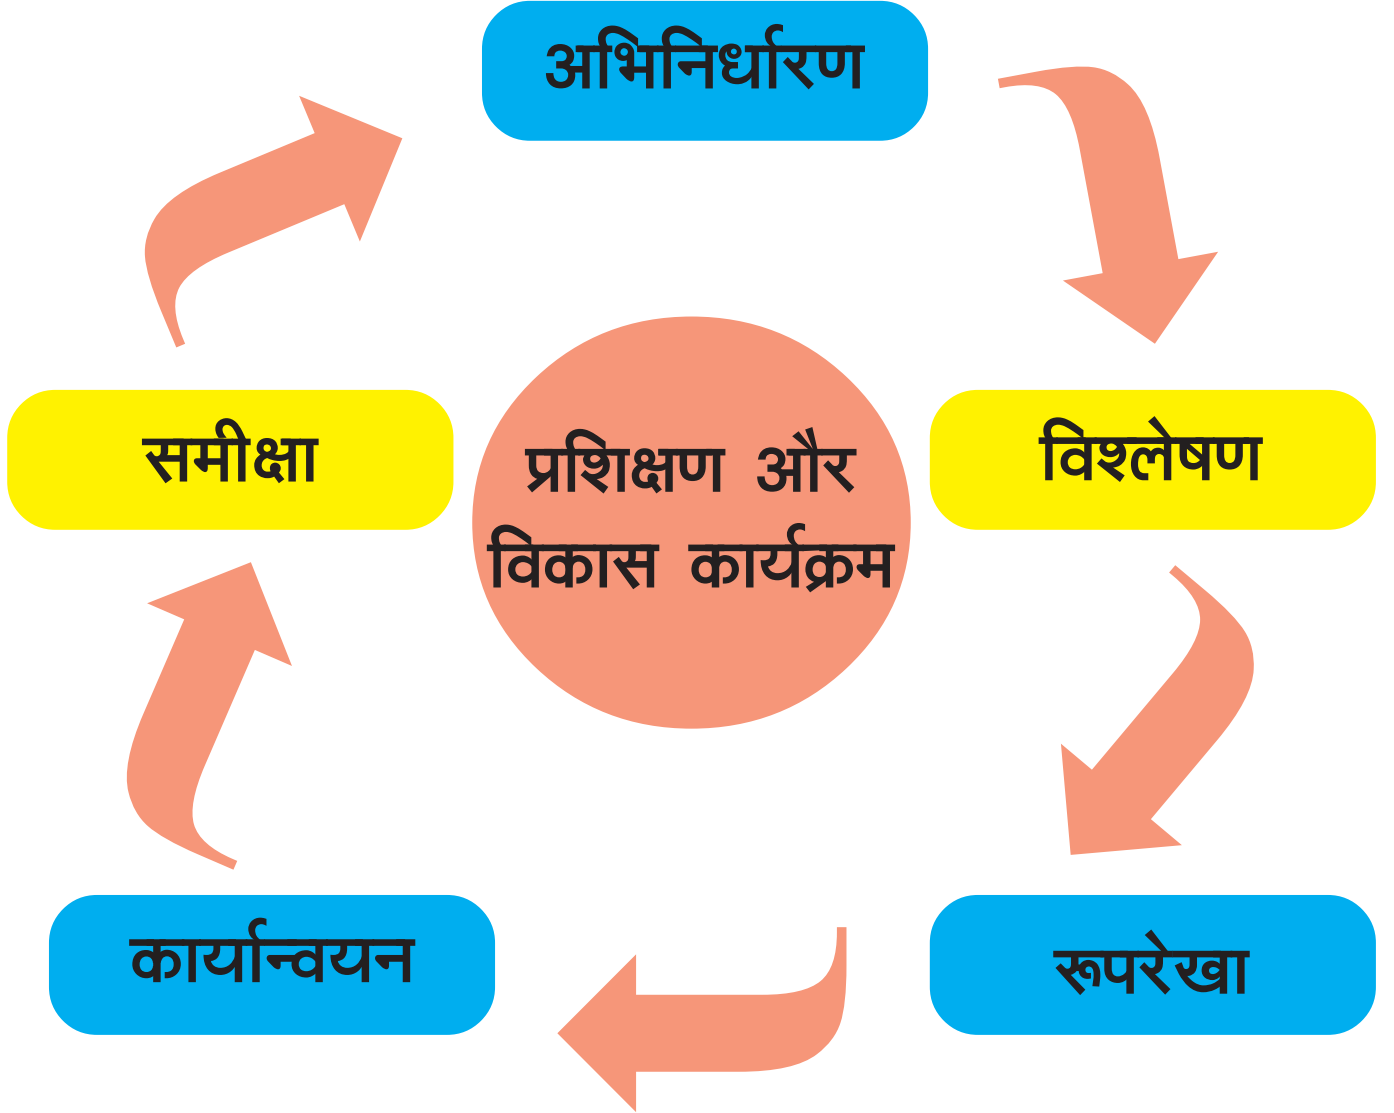 अभिनिर्धारण
समीक्षा
प्रशिक्षण और
विकास कार्यक्रम
विश्लेषण
कार्यान्वयन
रूपरेखा